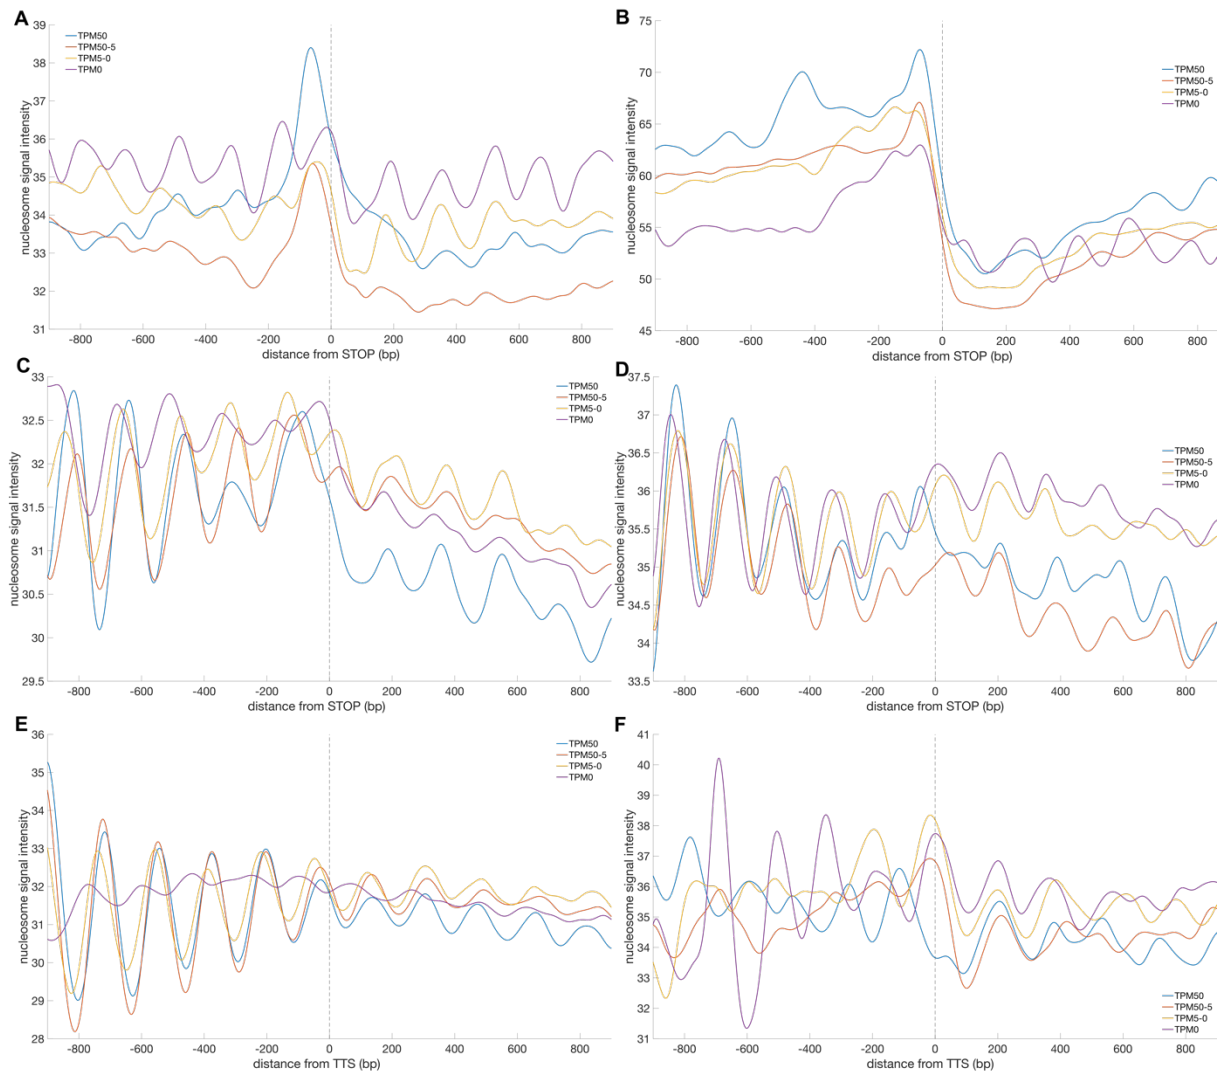 A
39
38
37
36
35
34
33
32
31
nucleosome signal intensity
TPM50
TPM50-5
TPM5-0
TPM0
-800 -600 -400 -200 0 200 400 600 800
distance from STOP (bp)
B
75
70
65
60
55
50
45
nucleosome signal intensity
TPM50
TPM50-5
TPM5-0
TPM0
-800 -600 -400 -200 0 200 400 600 800
distance from STOP (bp)
C
33
32.5
32
31.5
31
30.5
30
29.5
nucleosome signal intensity
TPM50
TPM50-5
TPM5-0
TPM0
-800 -600 -400 -200 0 200 400 600 800
distance from STOP (bp)
D
37.5
37
36.5
36
35.5
35
34.5
34
33.5
nucleosome signal intensity
TPM50
TPM50-5
TPM5-0
TPM0
-800 -600 -400 -200 0 200 400 600 800
distance from STOP (bp)
E
36
35
34
33
32
31
30
29
28
nucleosome signal intensity
TPM50
TPM50-5
TPM5-0
TPM0
-800 -600 -400 -200 0 200 400 600 800
distance from TTS (bp)
F
41
40
39
38
37
36
35
34
33
32
31
nucleosome signal intensity
TPM50
TPM50-5
TPM5-0
TPM0
-800 -600 -400 -200 0 200 400 600 800
distance from TTS (bp)